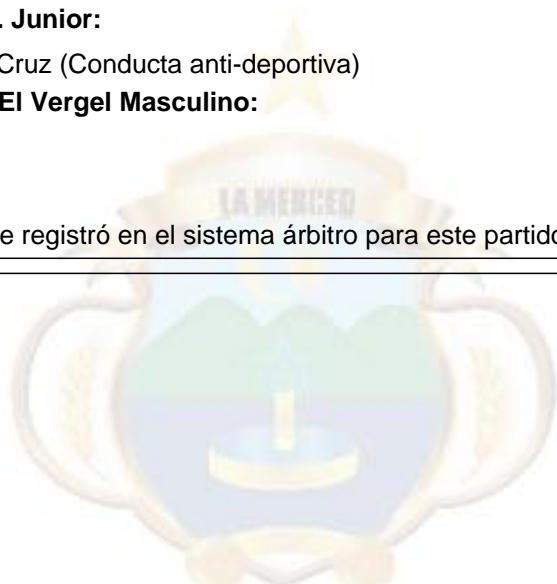 . Junior:
Cruz (Conducta anti-deportiva)
El Vergel Masculino:
LA MERCED
e registró en el sistema árbitro para este partido